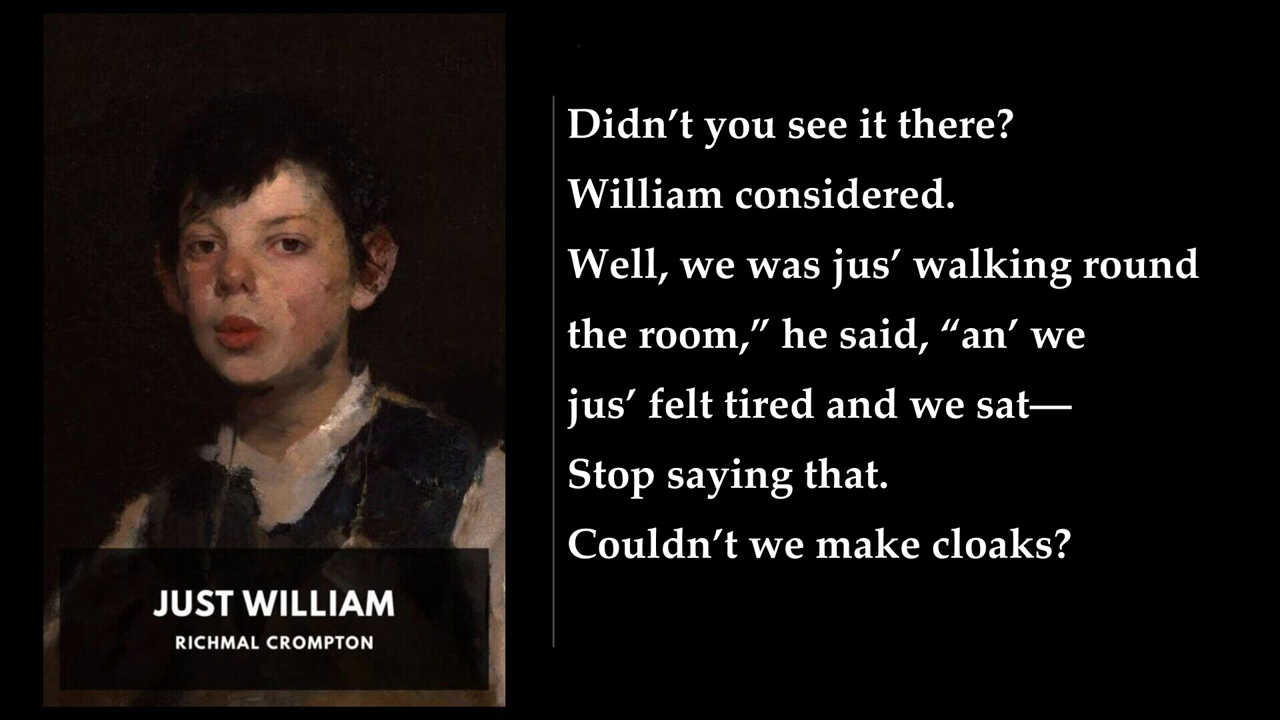 JUST WILLIAM
RICHMAL CROMPTON
Didn’t you see it there?
William considered.
Well, we was jus’ walking round
the room,” he said, “an’ we
jus’ felt tired and we sat—
Stop saying that.
Couldn’t we make cloaks?